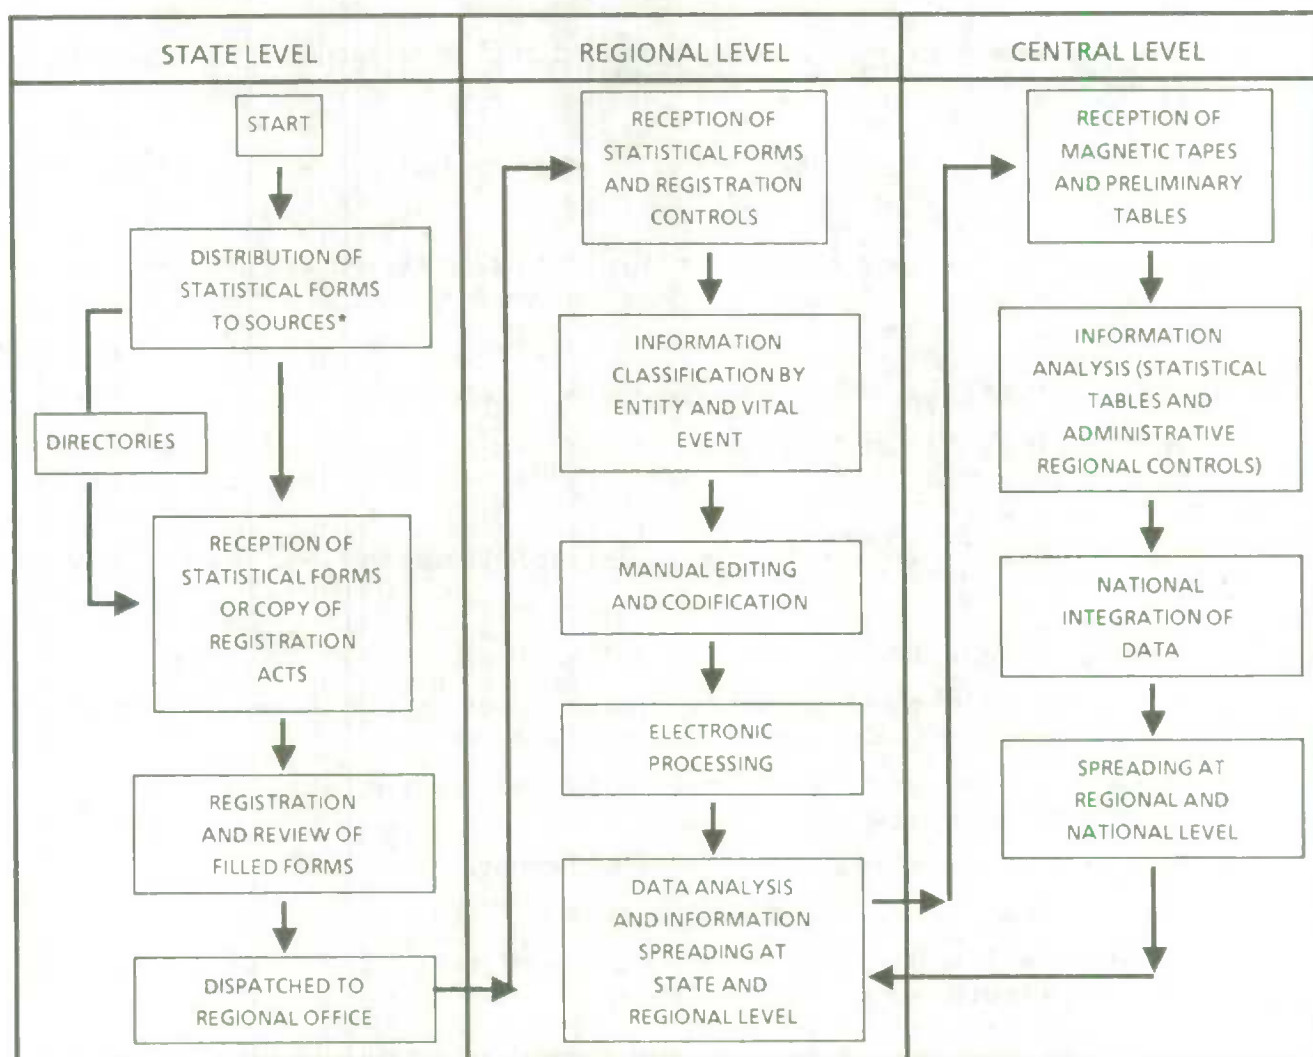 STATE LEVEL
START
DISTRIBUTION OF
STATISTICAL FORMS
TO SOURCES*
DIRECTORIES
RECEPTION OF
STATISTICAL FORMS
OR COPY OF
REGISTRATION
ACTS
REGISTRATION
AND REVIEW OF
FILLED FORMS
DISPATCHED TO
REGIONAL OFFICE
REGIONAL LEVEL
RECEPTION OF
STATISTICAL FORMS
AND REGISTRATION
CONTROLS
INFORMATION
CLASSIFICATION BY
ENTITY AND VITAL
EVENT
MANUAL EDITING
AND CODIFICATION
ELECTRONIC
PROCESSING
DATA ANALYSIS
AND INFORMATION
SPREADING AT
STATE AND
REGIONAL LEVEL
CENTRAL LEVEL
RECEPTION OF
MAGNETIC TAPES
AND PRELIMINARY
TABLES
INFORMATION
ANALYSIS (STATISTICAL
TABLES AND
ADMINISTRATIVE
REGIONAL CONTROLS)
NATIONAL
INTEGRATION OF
DATA
SPREADING AT
REGIONAL AND
NATIONAL LEVEL